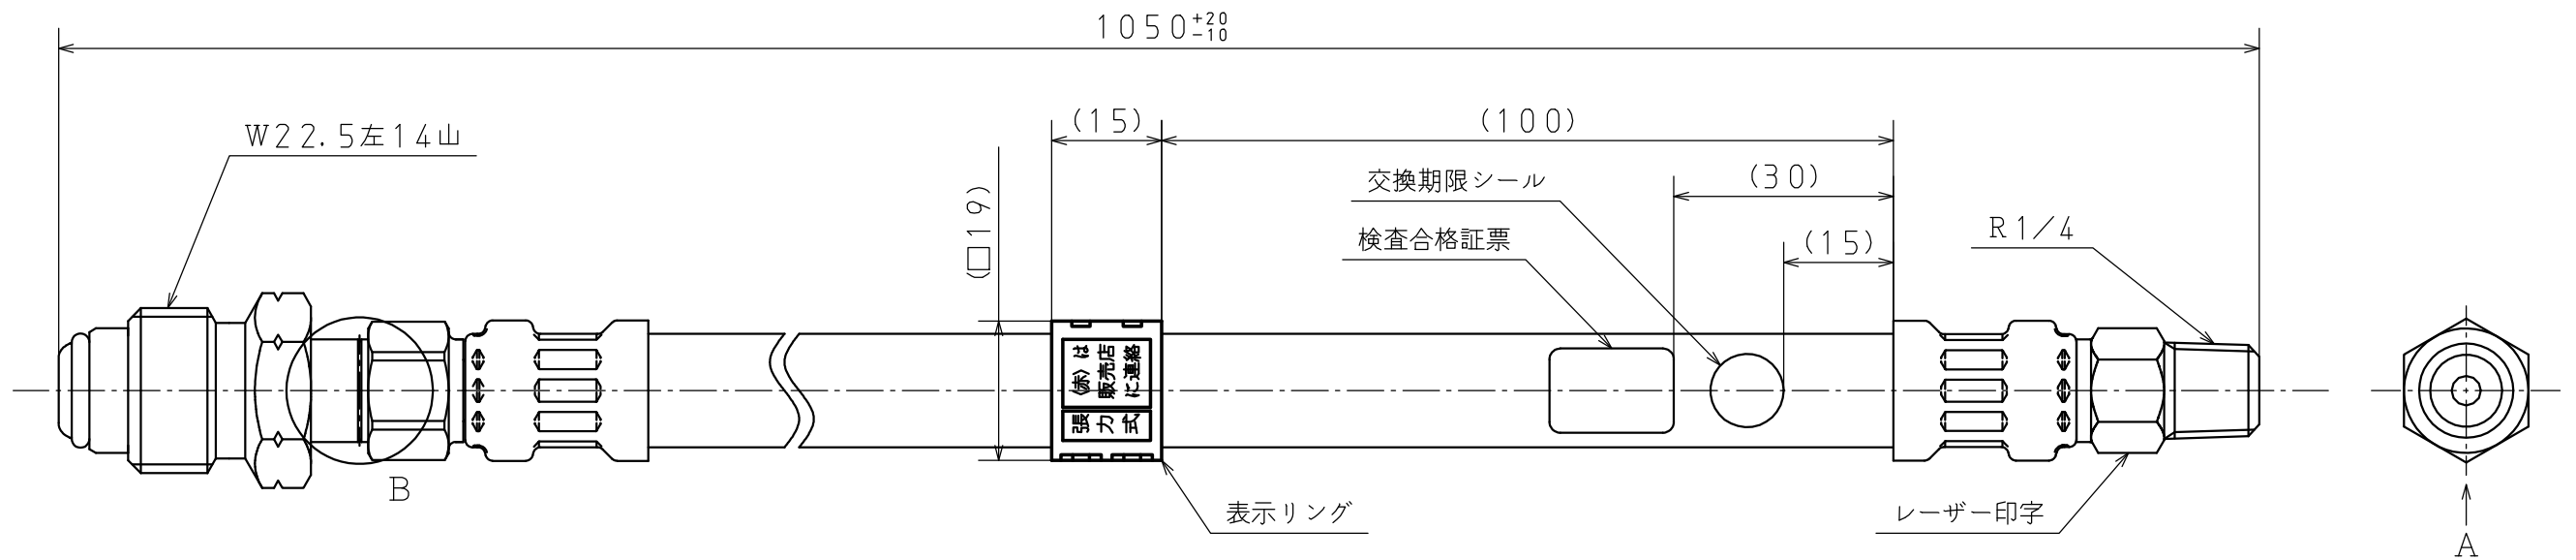 1050+20-10
(15)
(100)
W22.5左14山
交換期限シール
(30)
(□19)
検査合格証票
(15)
R1/4
〈赤〉は
販売店
に連絡
張力式
B
表示リング
レーザー印字
A